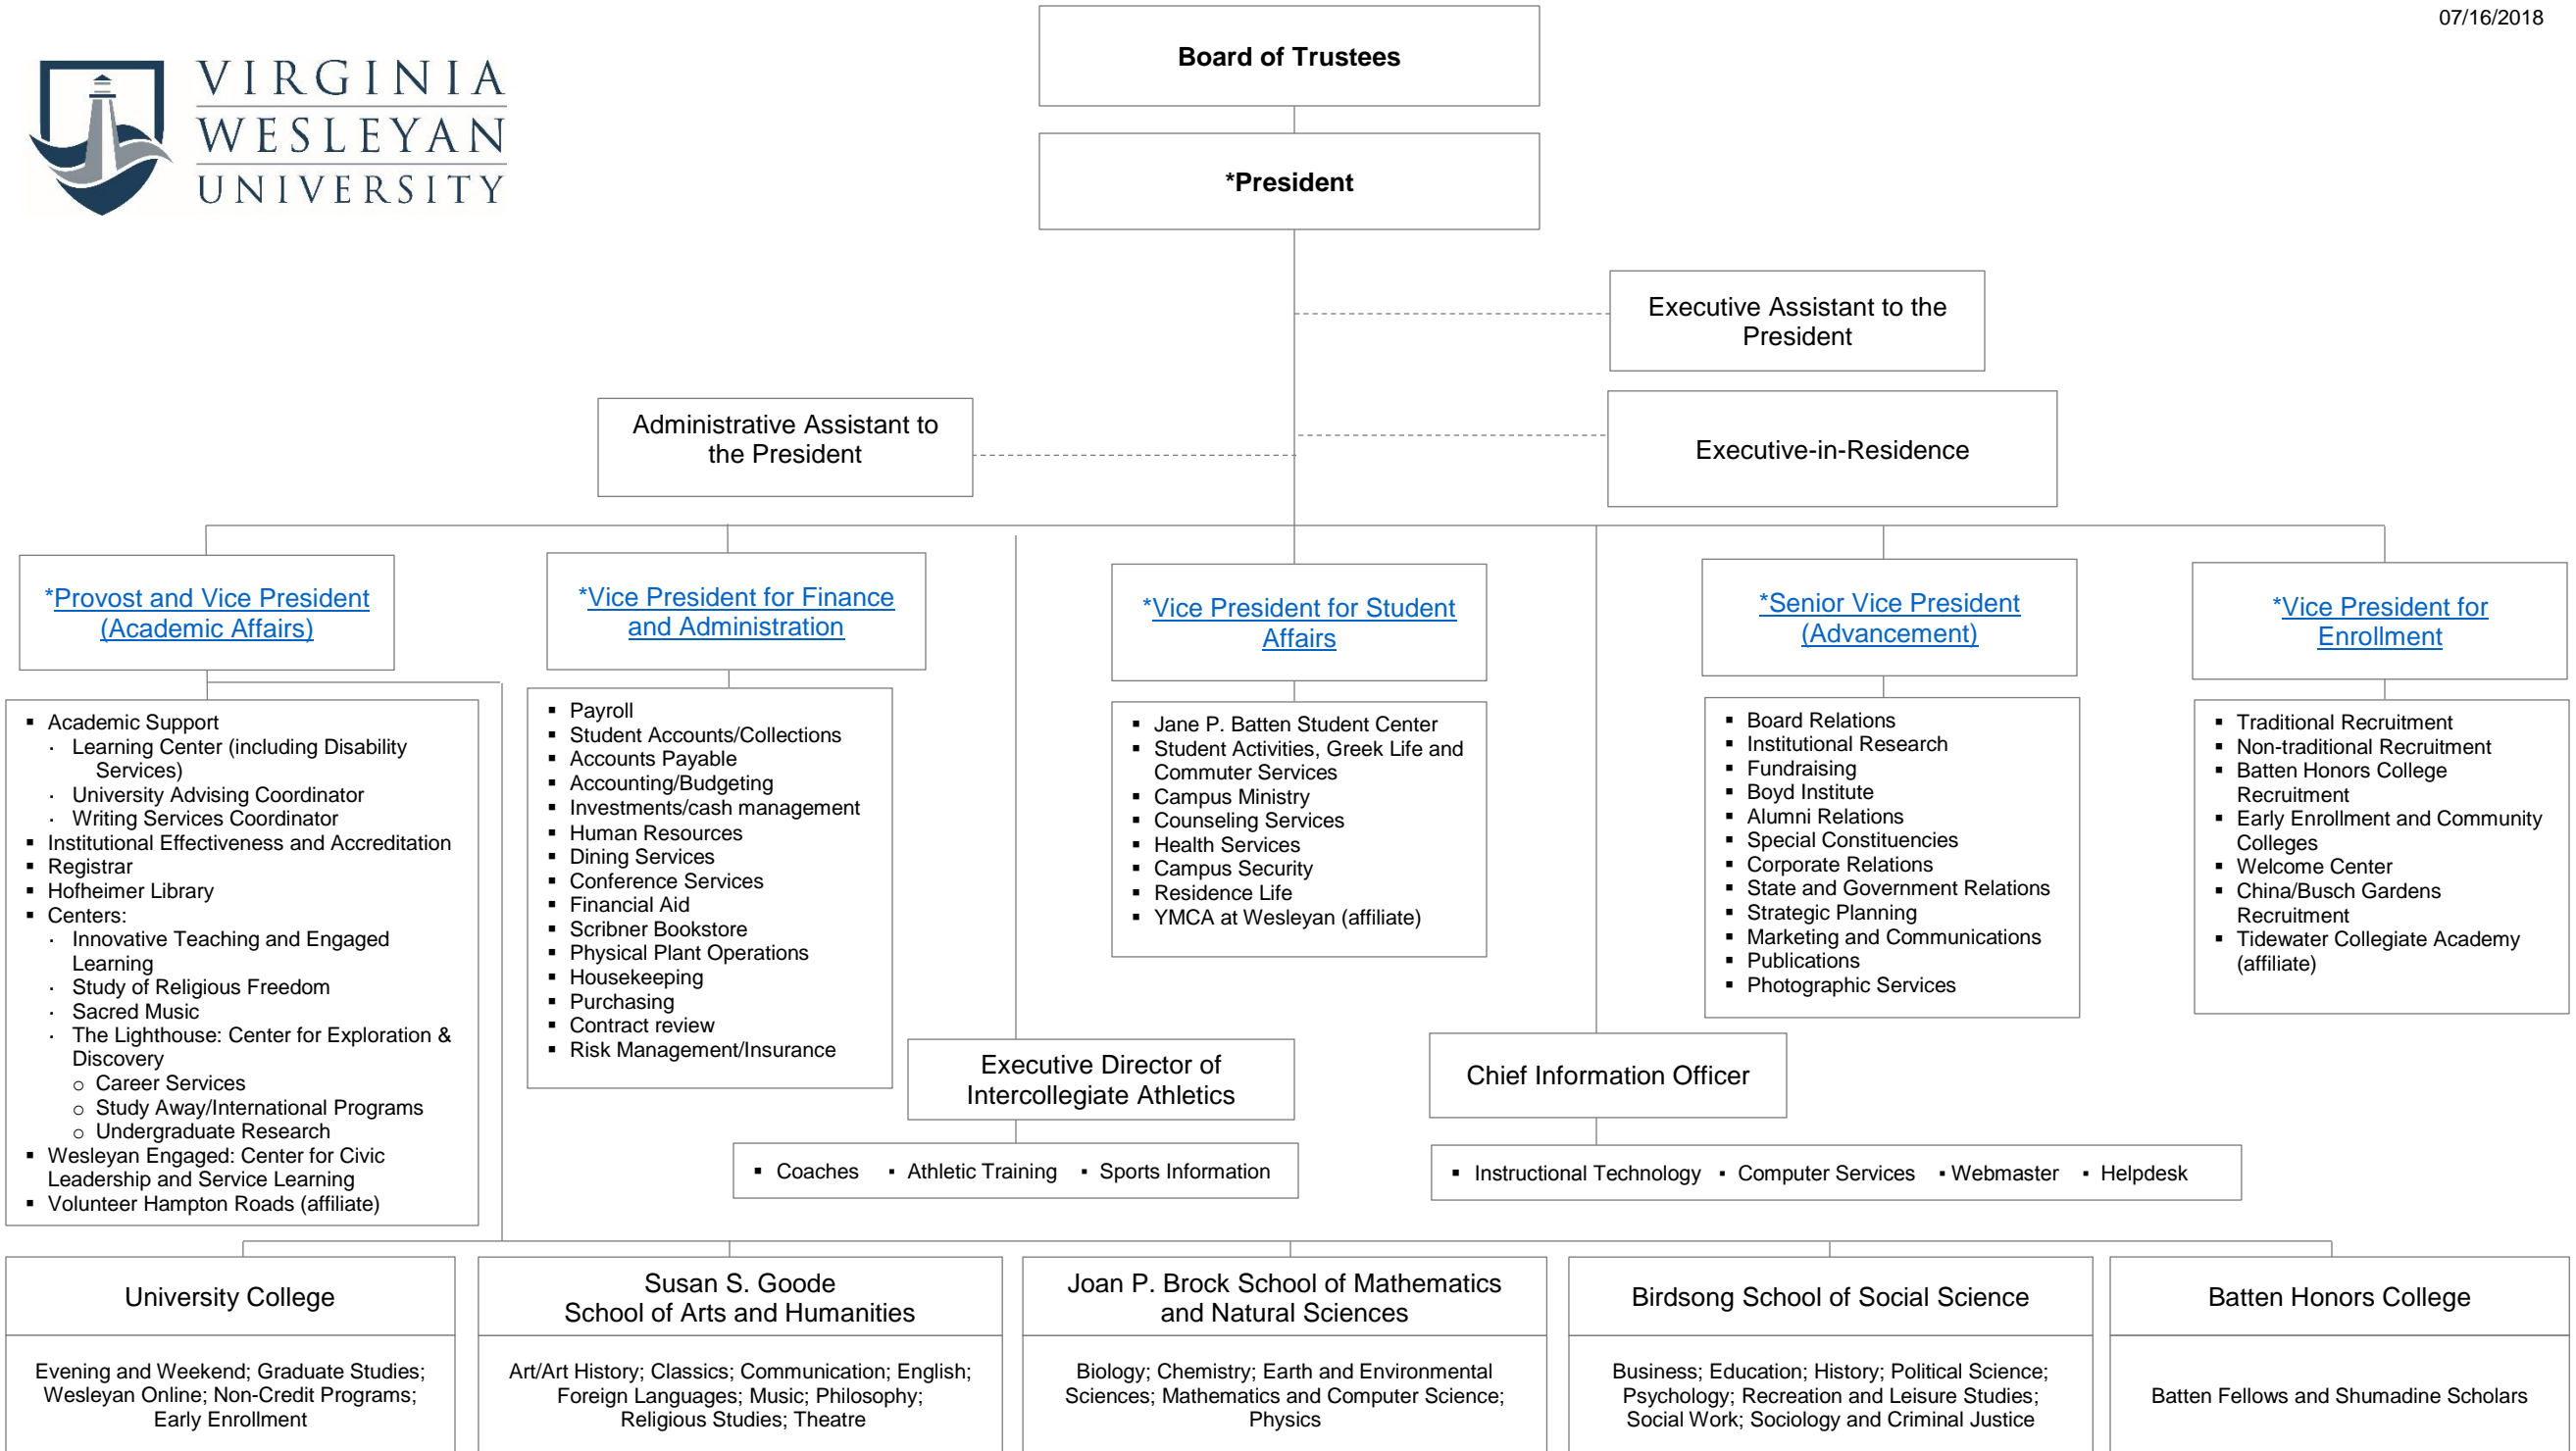 07/16/2018
VIRGINIA
WESLEYAN
UNIVERSITY
Board of Trustees
*President
Executive Assistant to the
President
Administrative Assistant to
the President
Executive-in-Residence
*Provost and Vice President
(Academic Affairs)
*Vice President for Finance
and Administration
*Vice President for Student
Affairs
*Senior Vice President
(Advancement)
*Vice President for
Enrollment
▪ Academic Support
· Learning Center (including Disability
Services)
· University Advising Coordinator
· Writing Services Coordinator
▪ Institutional Effectiveness and Accreditation
▪ Registrar
▪ Hofheimer Library
▪ Centers:
· Innovative Teaching and Engaged
Learning
· Study of Religious Freedom
· Sacred Music
· The Lighthouse: Center for Exploration &
Discovery
o Career Services
o Study Away/International Programs
o Undergraduate Research
▪ Wesleyan Engaged: Center for Civic
Leadership and Service Learning
▪ Volunteer Hampton Roads (affiliate)
▪ Payroll
▪ Student Accounts/Collections
▪ Accounts Payable
▪ Accounting/Budgeting
▪ Investments/cash management
▪ Human Resources
▪ Dining Services
▪ Conference Services
▪ Financial Aid
▪ Scribner Bookstore
▪ Physical Plant Operations
▪ Housekeeping
▪ Purchasing
▪ Contract review
▪ Risk Management/Insurance
▪ Jane P. Batten Student Center
▪ Student Activities, Greek Life and
Commuter Services
▪ Campus Ministry
▪ Counseling Services
▪ Health Services
▪ Campus Security
▪ Residence Life
▪ YMCA at Wesleyan (affiliate)
▪ Board Relations
▪ Institutional Research
▪ Fundraising
▪ Boyd Institute
▪ Alumni Relations
▪ Special Constituencies
▪ Corporate Relations
▪ State and Government Relations
▪ Strategic Planning
▪ Marketing and Communications
▪ Publications
▪ Photographic Services
▪ Traditional Recruitment
▪ Non-traditional Recruitment
▪ Batten Honors College
Recruitment
▪ Early Enrollment and Community
Colleges
▪ Welcome Center
▪ China/Busch Gardens
Recruitment
▪ Tidewater Collegiate Academy
(affiliate)
Executive Director of
Intercollegiate Athletics
▪ Coaches ▪ Athletic Training ▪ Sports Information
Chief Information Officer
▪ Instructional Technology ▪ Computer Services ▪ Webmaster ▪ Helpdesk
University College
Evening and Weekend; Graduate Studies;
Wesleyan Online; Non-Credit Programs;
Early Enrollment
Susan S. Goode
School of Arts and Humanities
Art/Art History; Classics; Communication; English;
Foreign Languages; Music; Philosophy;
Religious Studies; Theatre
Joan P. Brock School of Mathematics
and Natural Sciences
Biology; Chemistry; Earth and Environmental
Sciences; Mathematics and Computer Science;
Physics
Birdsong School of Social Science
Business; Education; History; Political Science;
Psychology; Recreation and Leisure Studies;
Social Work; Sociology and Criminal Justice
Batten Honors College
Batten Fellows and Shumadine Scholars